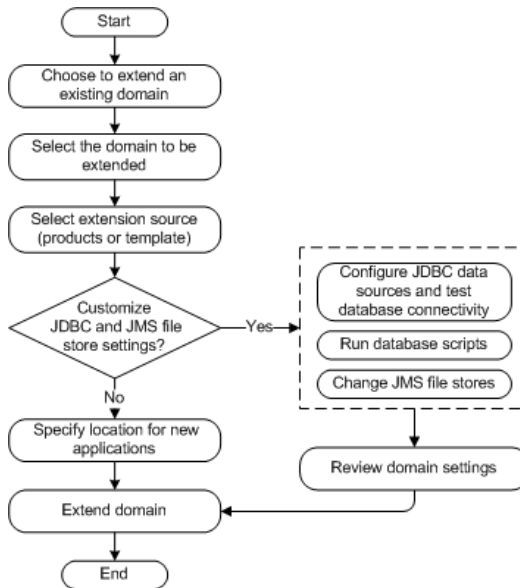 Start
Choose to extend an
existing domain
Select the domain to be
extended
Select extension source
(products or template)
Customize
JDBC and JMS file
store settings?
Yes
No
Configure JDBC data
sources and test
database connectivity
Run database scripts
Change JMS file stores
Specify location for new
applications
Review domain settings
Extend domain
End